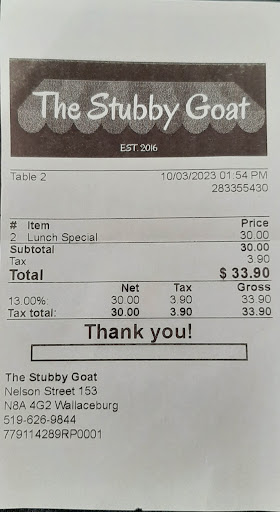 The Stubby Goat
EST. 2016
Table 2 10/03/2023 01:54 PM
283355430
# Item Price
2 Lunch Special 30.00
Subtotal 30.00
Tax 3.90
Total $ 33.90
Net Tax Gross
13.00% 30.00 3.90 33.90
Tax total: 30.00 3.90 33.90
Thank you!
The Stubby Goat
Nelson Street 153
N8A 4G2 Wallaceburg
519-626-9844
779114289RP0001